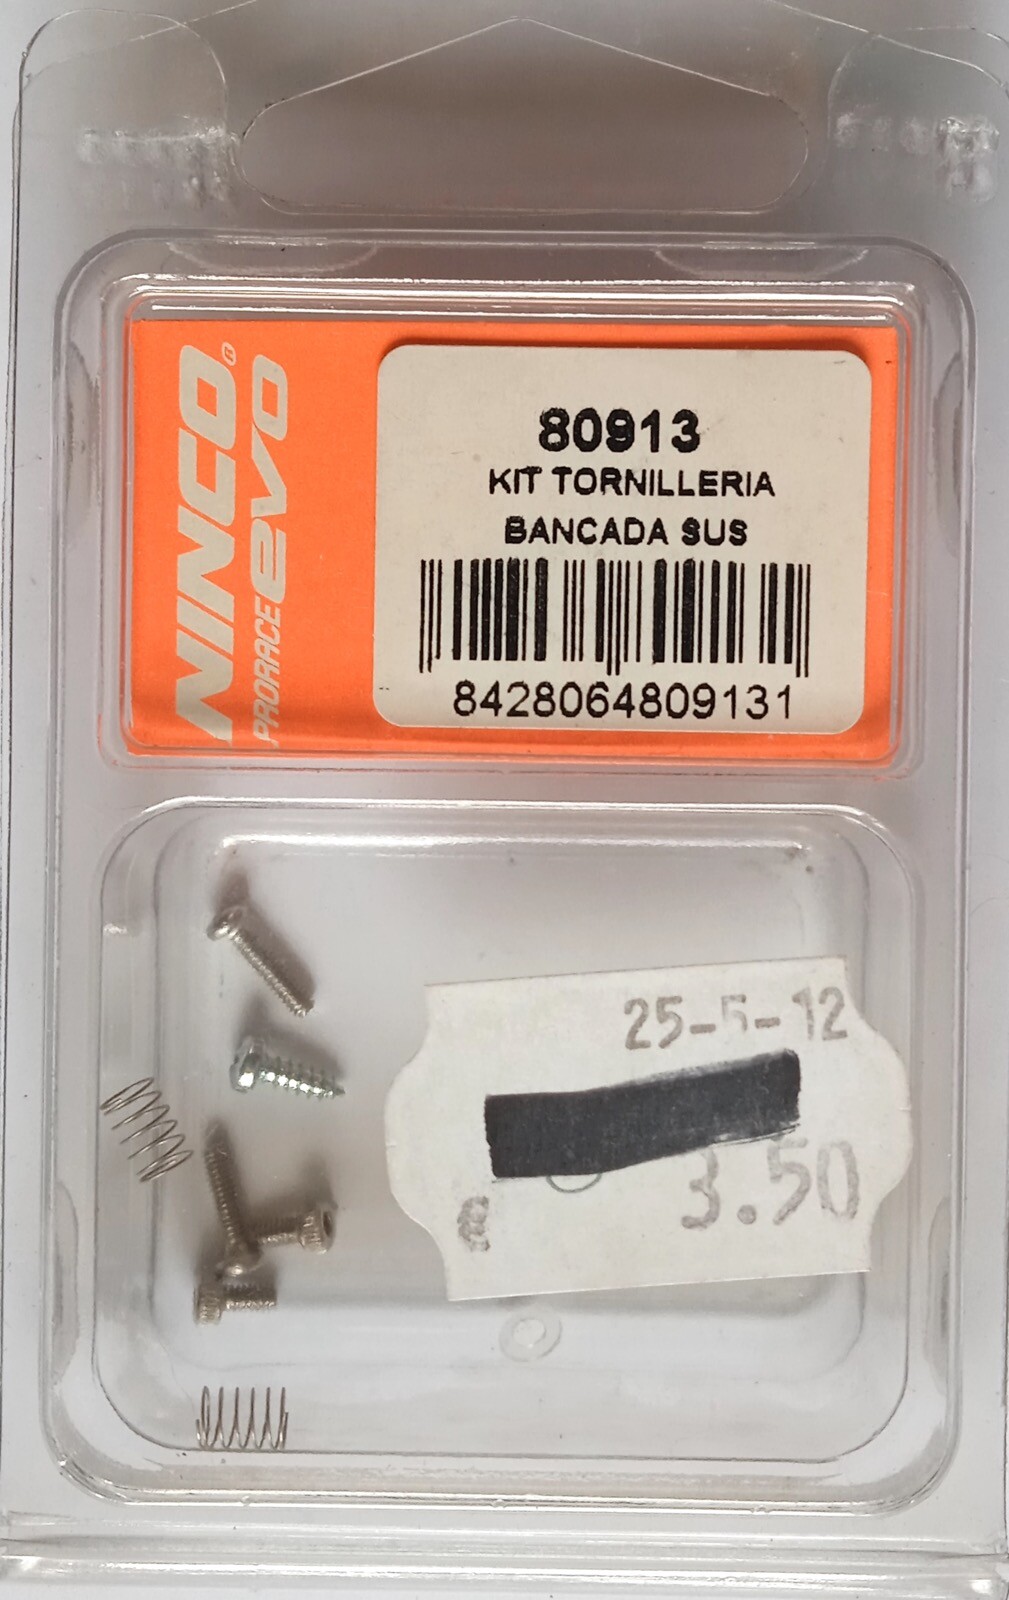 NINCO®
PRORACE evo
80913
KIT TORNILLERIA
BANCADA SUS
8428064809131
25-5-12
3.50